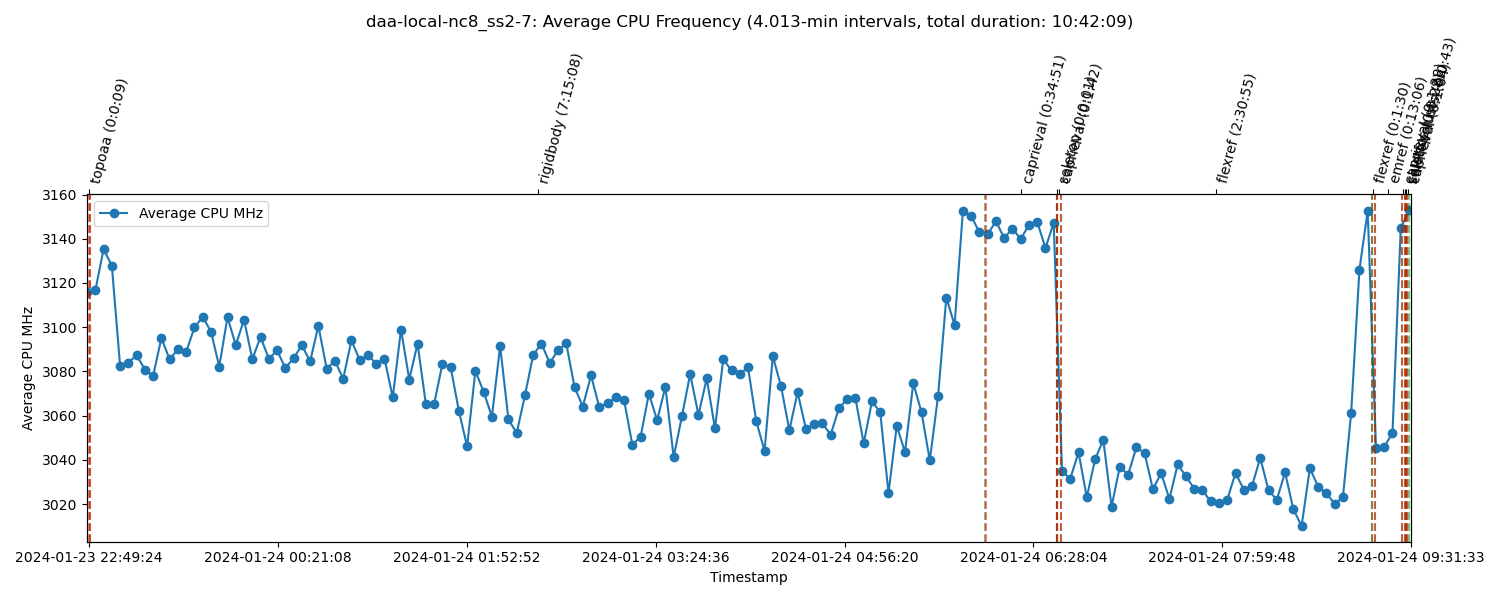 daa-local-nc8_ss2-7: Average CPU Frequency (4.013-min intervals, total duration: 10:42:09)
topoaa (0:0:09)
rigidbody (7:15:08)
caprieval (0:34:51)
caprieval (0:1:42)
flexref (2:30:55)
flexref (0:1:30)
emref (0:13:06)
Average CPU MHz
3160
3140
3120
3100
3080
3060
3040
3020
Average CPU MHz
2024-01-23 22:49:24
2024-01-24 00:21:08
2024-01-24 01:52:52
2024-01-24 03:24:36
2024-01-24 04:56:20
2024-01-24 06:28:04
2024-01-24 07:59:48
2024-01-24 09:31:33
Timestamp